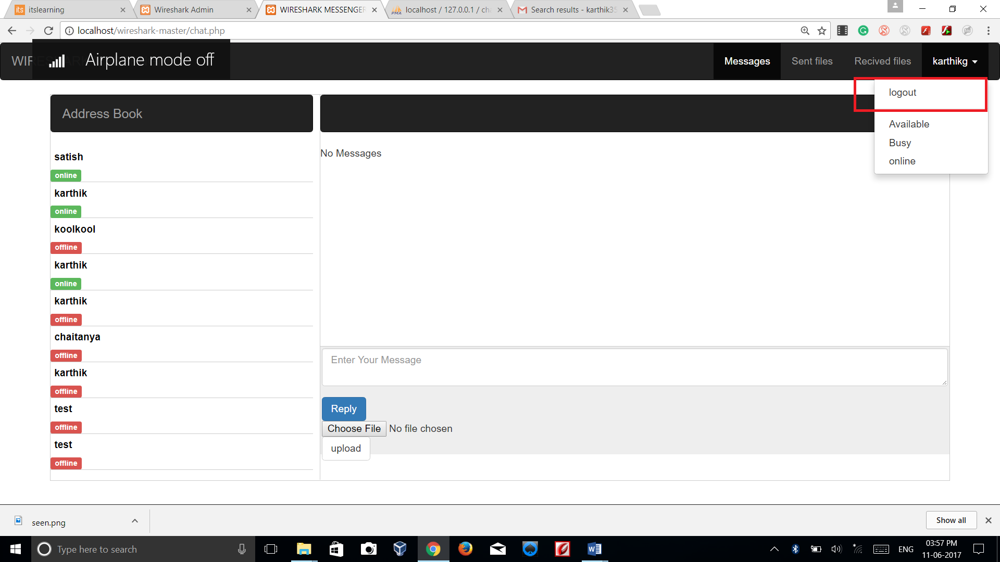 itslearning
Wireshark Admin
WIRESHARK MESSENGER
localhost / 127.0.0.1 / cha
Search results - karthik35
localhost/wireshark-master/chat.php
Airplane mode off
Messages
Sent files
Recived files
karthikg
logout
Available
Busy
online
Address Book
satish
online
karthik
online
koolkool
offline
karthik
online
karthik
offline
chaitanya
offline
karthik
offline
test
offline
test
offline
No Messages
Enter Your Message
Reply
Choose File No file chosen
upload
seen.png
Show all
Type here to search
ENG
03:57 PM
11-06-2017